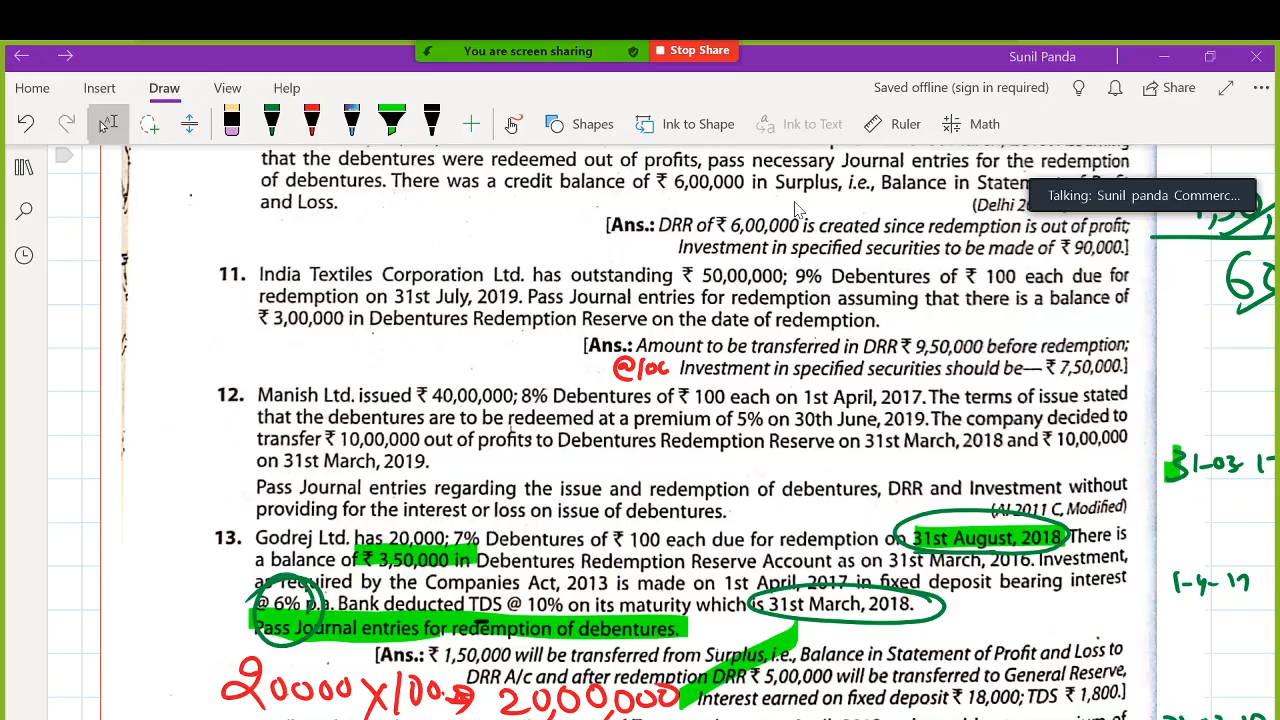 You are screen sharing Stop Share
Sunil Panda
Home Insert Draw View Help Saved offline (sign in required) Share
Shapes Ink to Shape Ink to Text Ruler Math
that the debentures were redeemed out of profits, pass necessary Journal entries for the redemption
of debentures. There was a credit balance of ₹ 6,00,000 in Surplus, i.e., Balance in
Talking: Sunil panda Commerc...
and Loss. (Delhi
[Ans.: DRR of ₹ 6,00,000 is created since redemption is out of profit;
Investment in specified securities to be made of ₹ 90,000.]
11. India Textiles Corporation Ltd. has outstanding ₹ 50,00,000; 9% Debentures of ₹ 100 each due for
redemption on 31st July, 2019. Pass Journal entries for redemption assuming that there is a balance of
₹ 3,00,000 in Debentures Redemption Reserve on the date of redemption.
[Ans.: Amount to be transferred in DRR ₹ 9,50,000 before redemption;
Investment in specified securities should be— ₹ 7,50,000.]
12. Manish Ltd. issued ₹ 40,00,000; 8% Debentures of ₹ 100 each on 1st April, 2017. The terms of issue stated
that the debentures are to be redeemed at a premium of 5% on 30th June, 2019. The company decided to
transfer ₹ 10,00,000 out of profits to Debentures Redemption Reserve on 31st March, 2018 and ₹ 10,00,000
on 31st March, 2019.
Pass Journal entries regarding the issue and redemption of debentures, DRR and Investment without
providing for the interest or loss on issue of debentures. (AI 2011 C, Modified)
13. Godrej Ltd. has 20,000; 7% Debentures of ₹ 100 each due for redemption on 31st August, 2018. There is
a balance of ₹ 3,50,000 in Debentures Redemption Reserve Account as on 31st March, 2016. Investment,
as required by the Companies Act, 2013 is made on 1st April, 2017 in fixed deposit bearing interest
@ 6% p.a. Bank deducted TDS @ 10% on its maturity which is 31st March, 2018.
Pass Journal entries for redemption of debentures.
[Ans.: ₹ 1,50,000 will be transferred from Surplus, i.e., Balance in Statement of Profit and Loss to
DRR A/c and after redemption DRR ₹ 5,00,000 will be transferred to General Reserve,
Interest earned on fixed deposit ₹ 18,000; TDS ₹ 1,800.]
20000 X 100 → 20,00,000
1-4-17